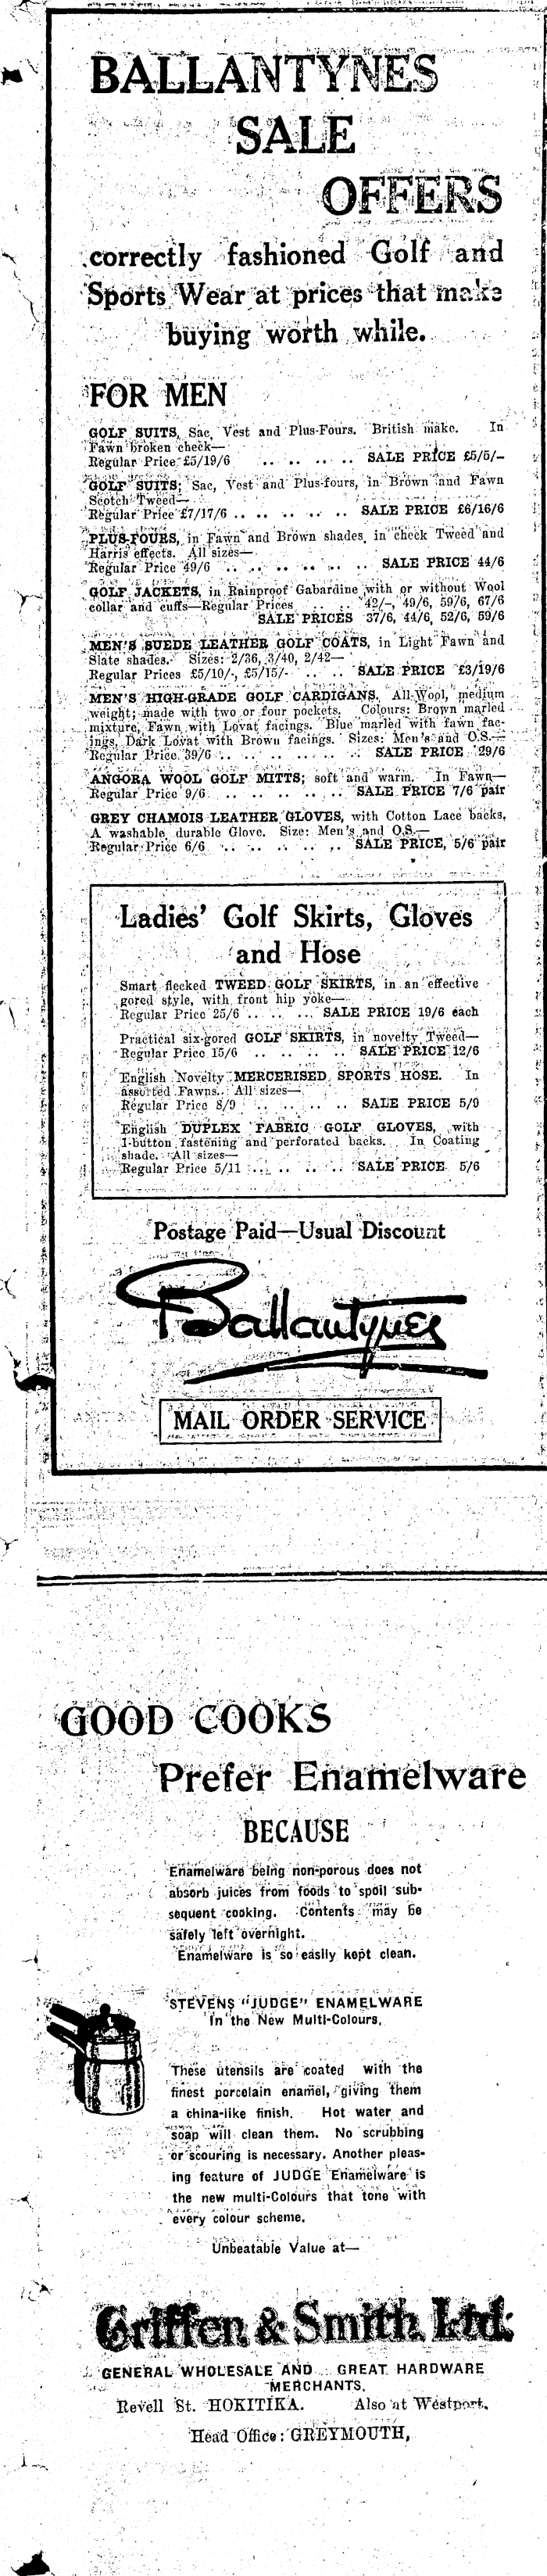 BALLANTYNES
SALE
OFFERS
correctly fashioned Golf and
Sports Wear at prices that make
buying worth while.
FOR MEN
GOLF SUITS, Sac, Vest and Plus-Fours. British make. In
Fawn broken check—
Regular Price £5/19/6 .. .. .. .. SALE PRICE £5/5/-
GOLF SUITS; Sac, Vest and Plus-fours, in Brown and Fawn
Scotch Tweed—
Regular Price £7/17/6 .. .. .. .. .. SALE PRICE £6/16/6
PLUS-FOURS, in Fawn and Brown shades, in check Tweed and
Harris effects. All sizes—
Regular Price 49/6 .. .. .. .. .. .. SALE PRICE 44/6
GOLF JACKETS, in Rainproof Gabardine with or without Wool
collar and cuffs—Regular Prices .. .. .. 42/-, 49/6, 59/6, 67/6
SALE PRICES 37/6, 44/6, 52/6, 59/6
MEN'S SUEDE LEATHER GOLF COATS, in Light Fawn and
Slate shades. Sizes: 2/36, 3/40, 2/42—
Regular Prices £5/10/-, £5/15/- .. .. SALE PRICE £3/19/6
MEN'S HIGH-GRADE GOLF CARDIGANS, All-Wool, medium
weight; made with two or four pockets. Colours: Brown marled
mixture, Fawn with Lovat facings. Blue marled with fawn fac-
ings, Dark Lovat with Brown facings. Sizes: Men's and O.S.—
Regular Price 39/6 .. .. .. .. .. .. SALE PRICE 29/6
ANGORA WOOL GOLF MITTS; soft and warm. In Fawn—
Regular Price 9/6 .. .. .. .. .. SALE PRICE 7/6 pair
GREY CHAMOIS LEATHER GLOVES, with Cotton Lace backs.
A washable durable Glove. Size: Men's and O.S.—
Regular Price 6/6 .. .. .. .. .. SALE PRICE, 5/6 pair
Ladies' Golf Skirts, Gloves
and Hose
Smart flecked TWEED GOLF SKIRTS, in an effective
gored style, with front hip yoke—
Regular Price 25/6 .. .. .. SALE PRICE 19/6 each
Practical six-gored GOLF SKIRTS, in novelty Tweed—
Regular Price 15/6 .. .. .. .. SALE PRICE 12/6
English Novelty MERCERISED SPORTS HOSE. In
assorted Fawns. All sizes—
Regular Price 8/9 .. .. .. .. SALE PRICE 5/9
English DUPLEX FABRIC GOLF GLOVES, with
1-button fastening and perforated backs. In Coating
shade. All sizes—
Regular Price 5/11 .. .. .. .. SALE PRICE 5/6
Postage Paid—Usual Discount
Ballantynes
MAIL ORDER SERVICE
GOOD COOKS
Prefer Enamelware
BECAUSE
Enamelware being non-porous does not
absorb juices from foods to spoil sub-
sequent cooking. Contents may be
safely left overnight.
Enamelware is so easily kept clean.
STEVENS "JUDGE" ENAMELWARE
In the New Multi-Colours.
These utensils are coated with the
finest porcelain enamel, giving them
a china-like finish. Hot water and
soap will clean them. No scrubbing
or scouring is necessary. Another pleas-
ing feature of JUDGE Enamelware is
the new multi-Colours that tone with
every colour scheme.
Unbeatable Value at—
Griffen & Smith Ltd.
GENERAL WHOLESALE AND GREAT HARDWARE
MERCHANTS.
Revell St. HOKITIKA. Also at Westport.
Head Office: GREYMOUTH,